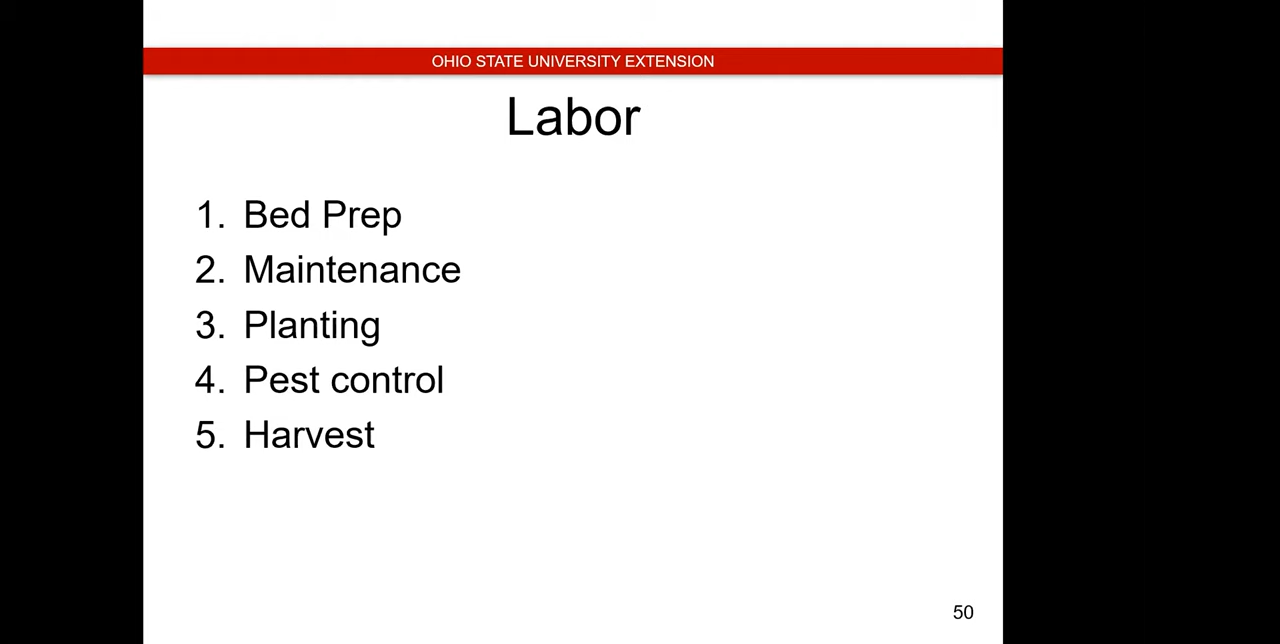 OHIO STATE UNIVERSITY EXTENSION
Labor
1. Bed Prep
2. Maintenance
3. Planting
4. Pest control
5. Harvest
50